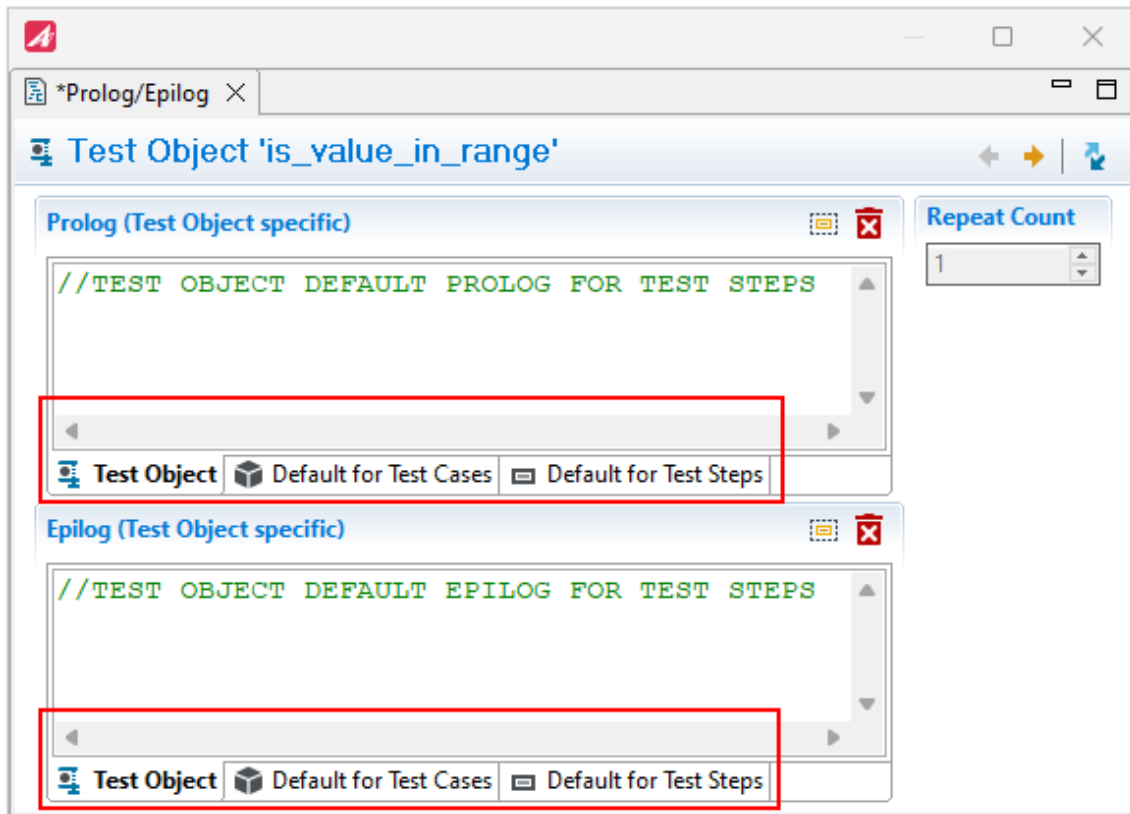 *Prolog/Epilog
Test Object 'is_value_in_range'
Prolog (Test Object specific)
Repeat Count
1
//TEST OBJECT DEFAULT PROLOG FOR TEST STEPS
Test Object Default for Test Cases Default for Test Steps
Epilog (Test Object specific)
//TEST OBJECT DEFAULT EPILOG FOR TEST STEPS
Test Object Default for Test Cases Default for Test Steps